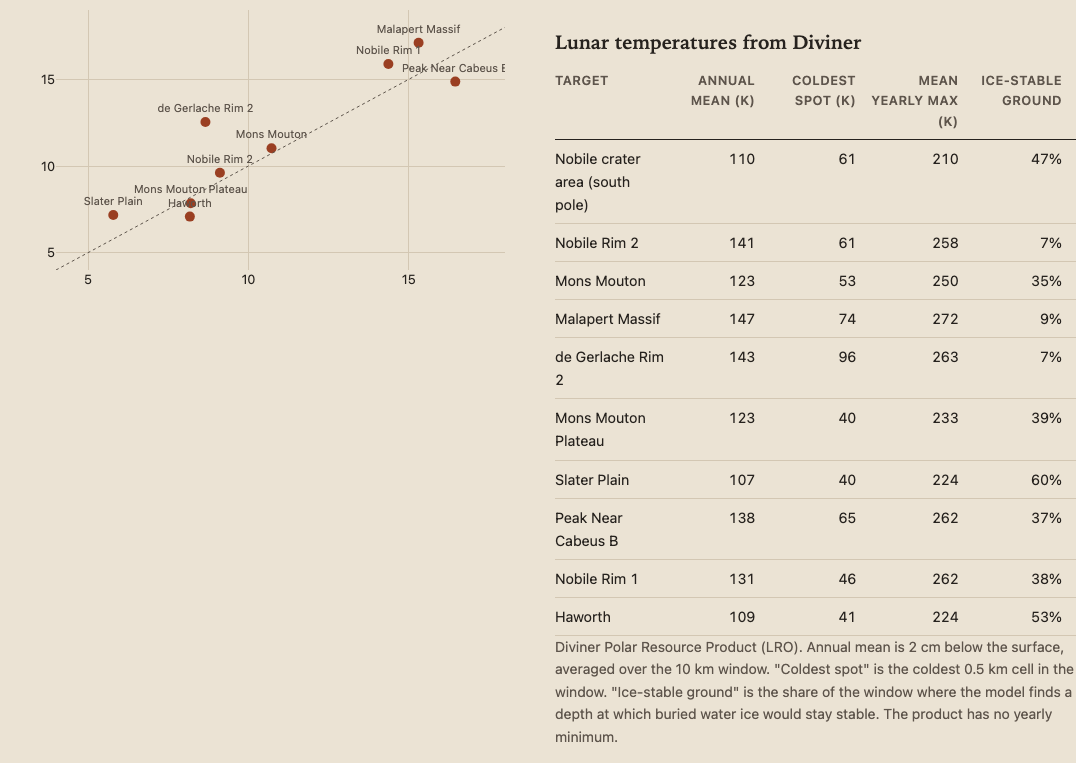 Malapert Massif
Nobile Rim 1
Peak Near Cabeus B
15
de Gerlache Rim 2
Mons Mouton
10
Nobile Rim 2
Mons Mouton Plateau
Slater Plain
Haworth
5
5 10 15
Lunar temperatures from Diviner
TARGET ANNUAL MEAN (K) COLDEST SPOT (K) MEAN YEARLY MAX (K) ICE-STABLE GROUND
Nobile crater area (south pole) 110 61 210 47%
Nobile Rim 2 141 61 258 7%
Mons Mouton 123 53 250 35%
Malapert Massif 147 74 272 9%
de Gerlache Rim 2 143 96 263 7%
Mons Mouton Plateau 123 40 233 39%
Slater Plain 107 40 224 60%
Peak Near Cabeus B 138 65 262 37%
Nobile Rim 1 131 46 262 38%
Haworth 109 41 224 53%
Diviner Polar Resource Product (LRO). Annual mean is 2 cm below the surface,
averaged over the 10 km window. "Coldest spot" is the coldest 0.5 km cell in the
window. "Ice-stable ground" is the share of the window where the model finds a
depth at which buried water ice would stay stable. The product has no yearly
minimum.